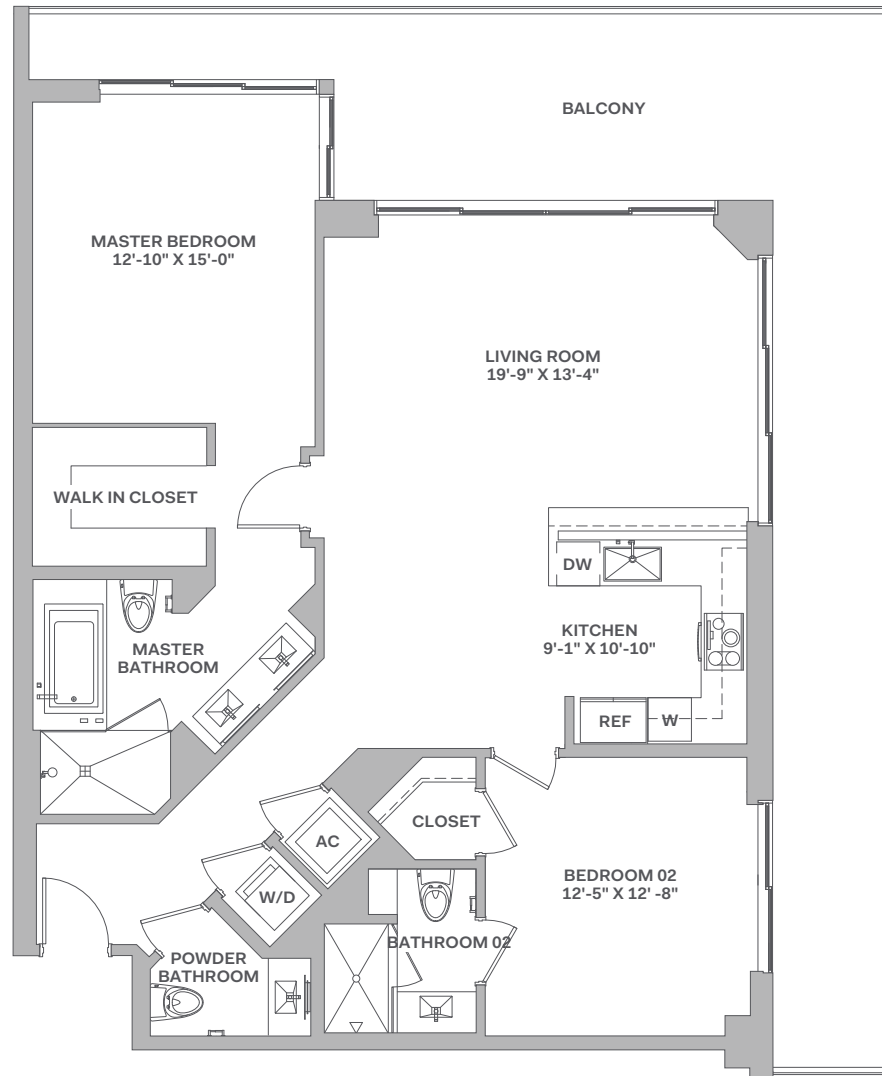 BALCONY
MASTER BEDROOM
12'-10" X 15'-0"
LIVING ROOM
19'-9" X 13'-4"
WALK IN CLOSET
DW
KITCHEN
9'-1" X 10'-10"
MASTER
BATHROOM
REF
W
CLOSET
AC
BEDROOM 02
12'-5" X 12' -8"
W/D
BATHROOM 02
POWDER
BATHROOM